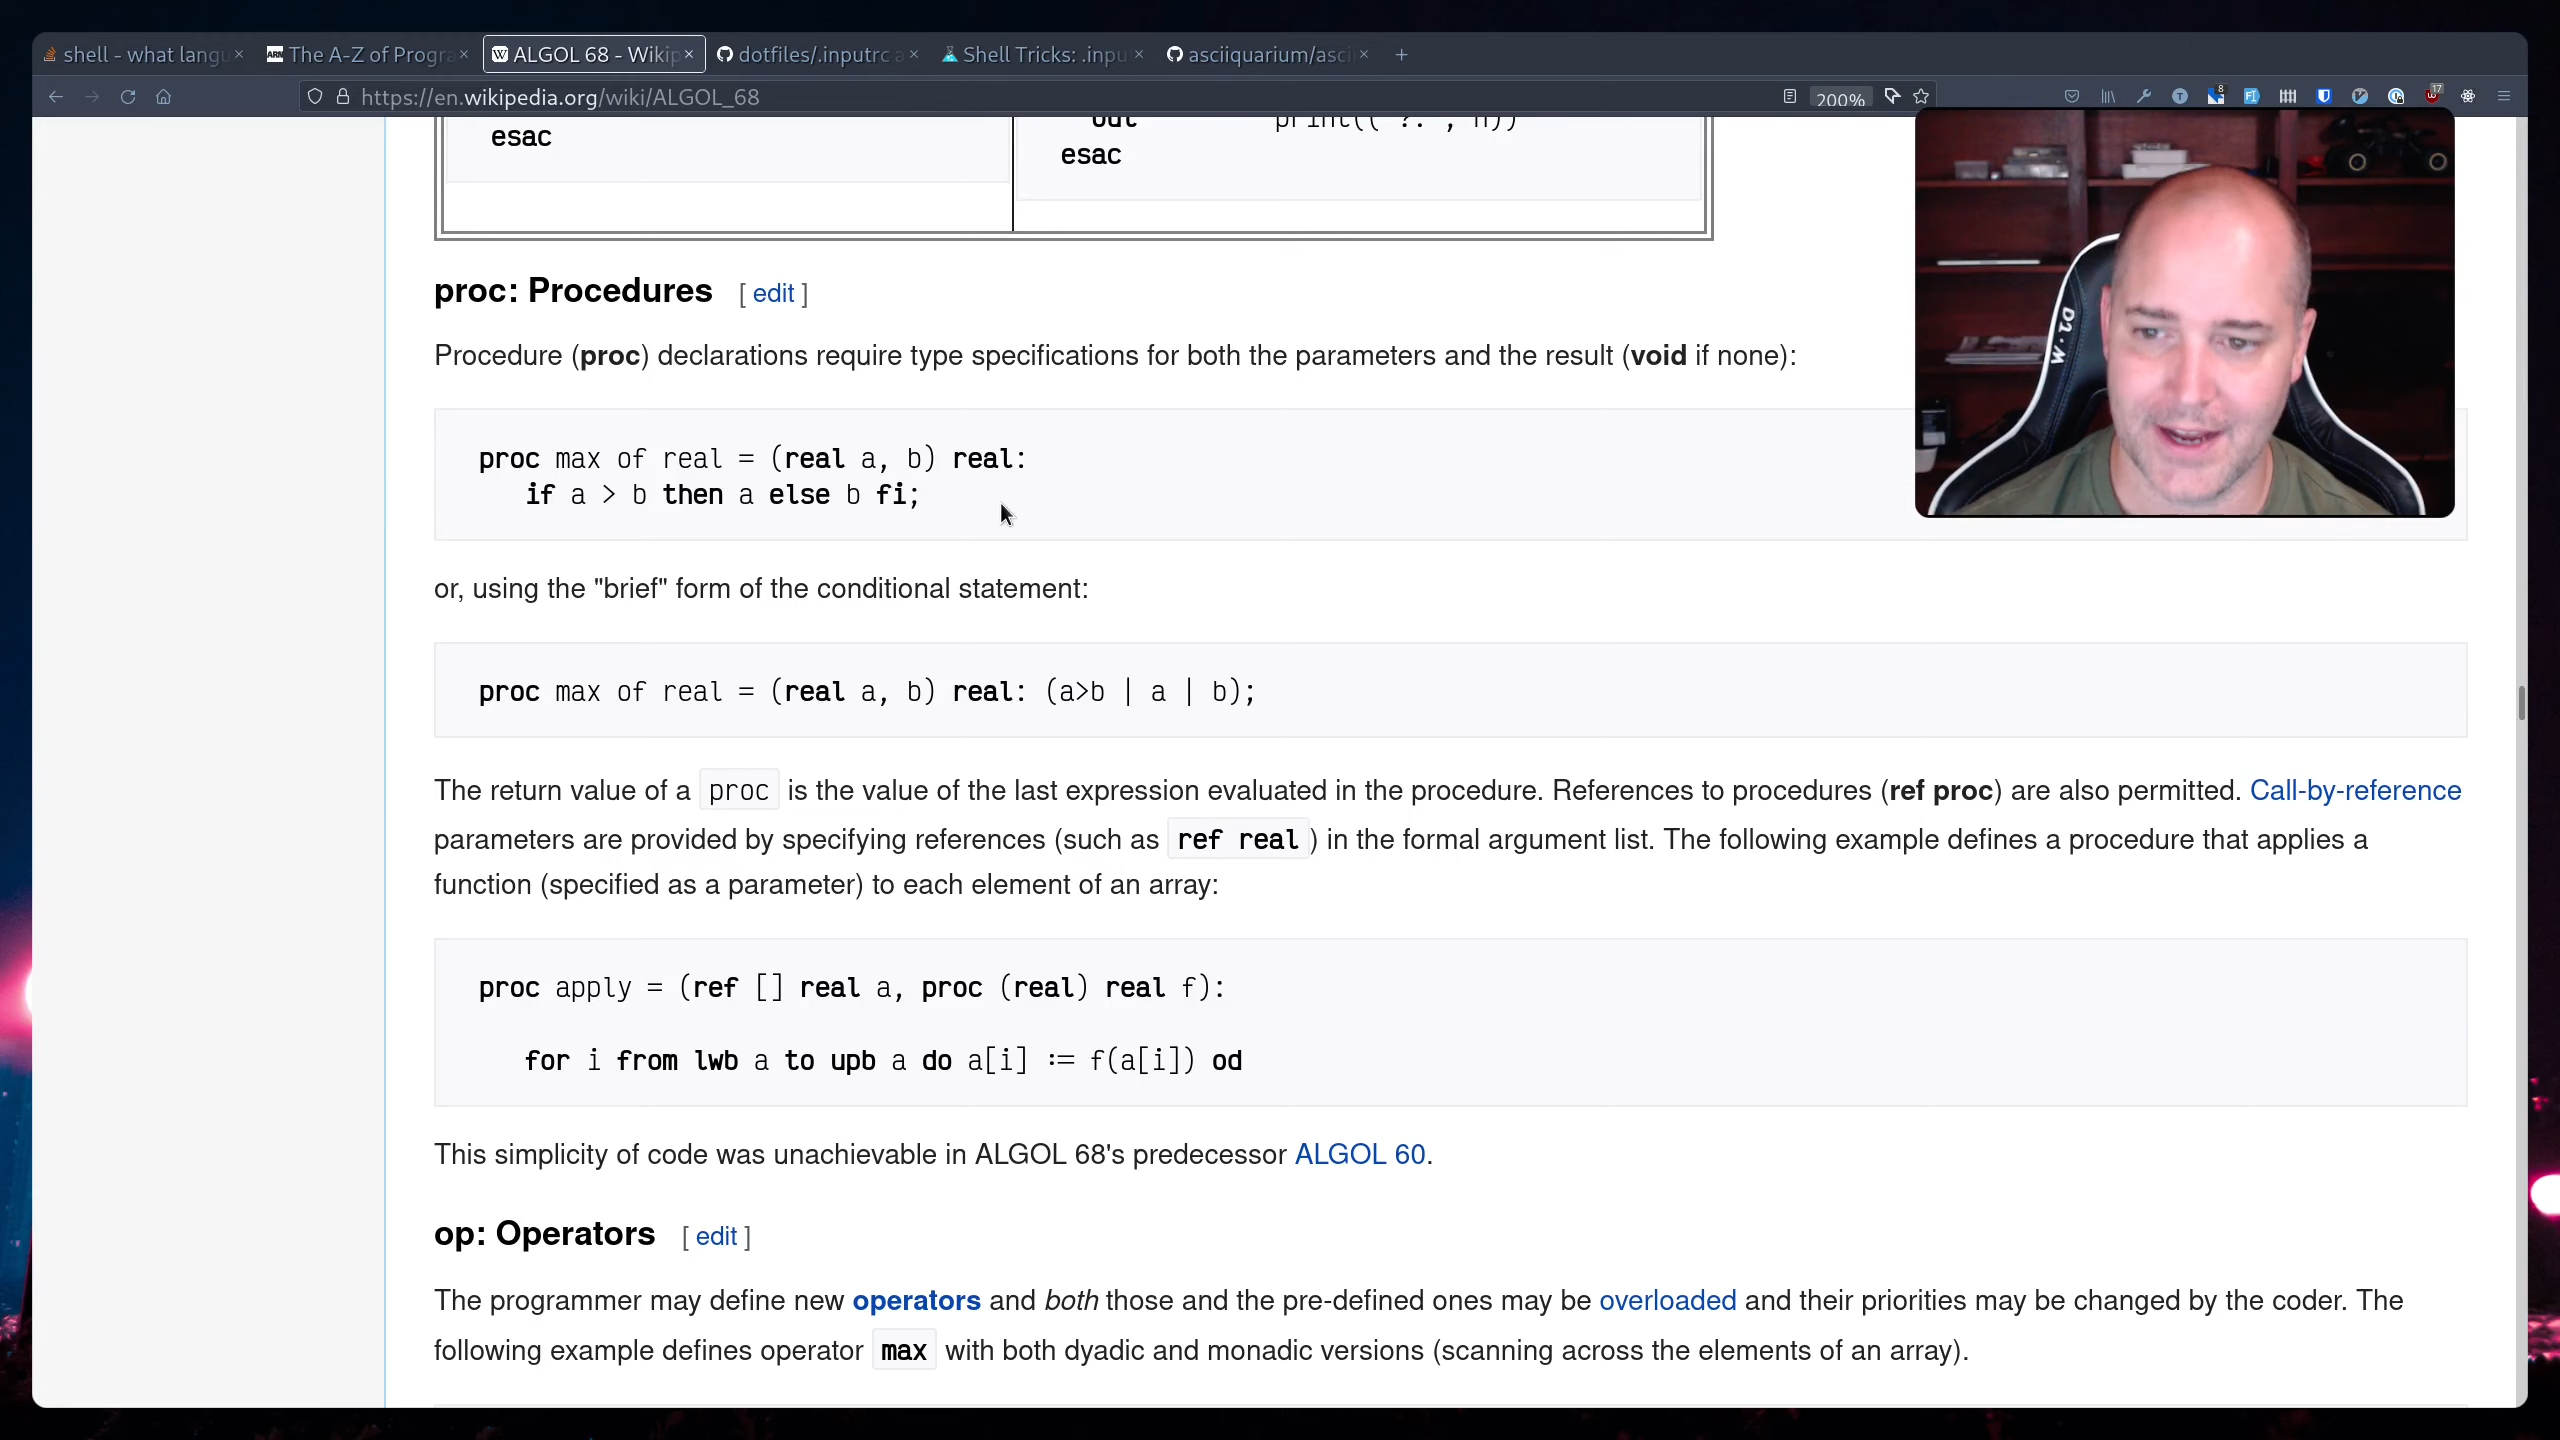 shell - what langu
The A-Z of Progra
ALGOL 68 - Wikip
dotfiles/.inputrc a
Shell Tricks: .inpu
asciiquarium/asci
https://en.wikipedia.org/wiki/ALGOL_68
200%
8
17
esac
out print(("?: ", n))
esac
proc: Procedures [ edit ]
Procedure (proc) declarations require type specifications for both the parameters and the result (void if none):
proc max of real = (real a, b) real:
if a > b then a else b fi;
or, using the "brief" form of the conditional statement:
proc max of real = (real a, b) real: (a>b | a | b);
The return value of a proc is the value of the last expression evaluated in the procedure. References to procedures (ref proc) are also permitted. Call-by-reference
parameters are provided by specifying references (such as ref real ) in the formal argument list. The following example defines a procedure that applies a
function (specified as a parameter) to each element of an array:
proc apply = (ref [] real a, proc (real) real f):
for i from lwb a to upb a do a[i] := f(a[i]) od
This simplicity of code was unachievable in ALGOL 68's predecessor ALGOL 60.
op: Operators [ edit ]
The programmer may define new operators and both those and the pre-defined ones may be overloaded and their priorities may be changed by the coder. The
following example defines operator max with both dyadic and monadic versions (scanning across the elements of an array).